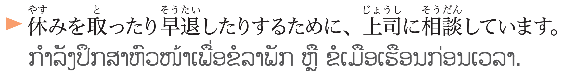 ▶休みを取ったり早退したりするために、上司に相談しています。
ກຳລັງປຶກສາຫົວໜ້າເພື່ອຂໍລາພັກ ຫຼື ຂໍເມືອເຮືອນກ່ອນເວລາ.